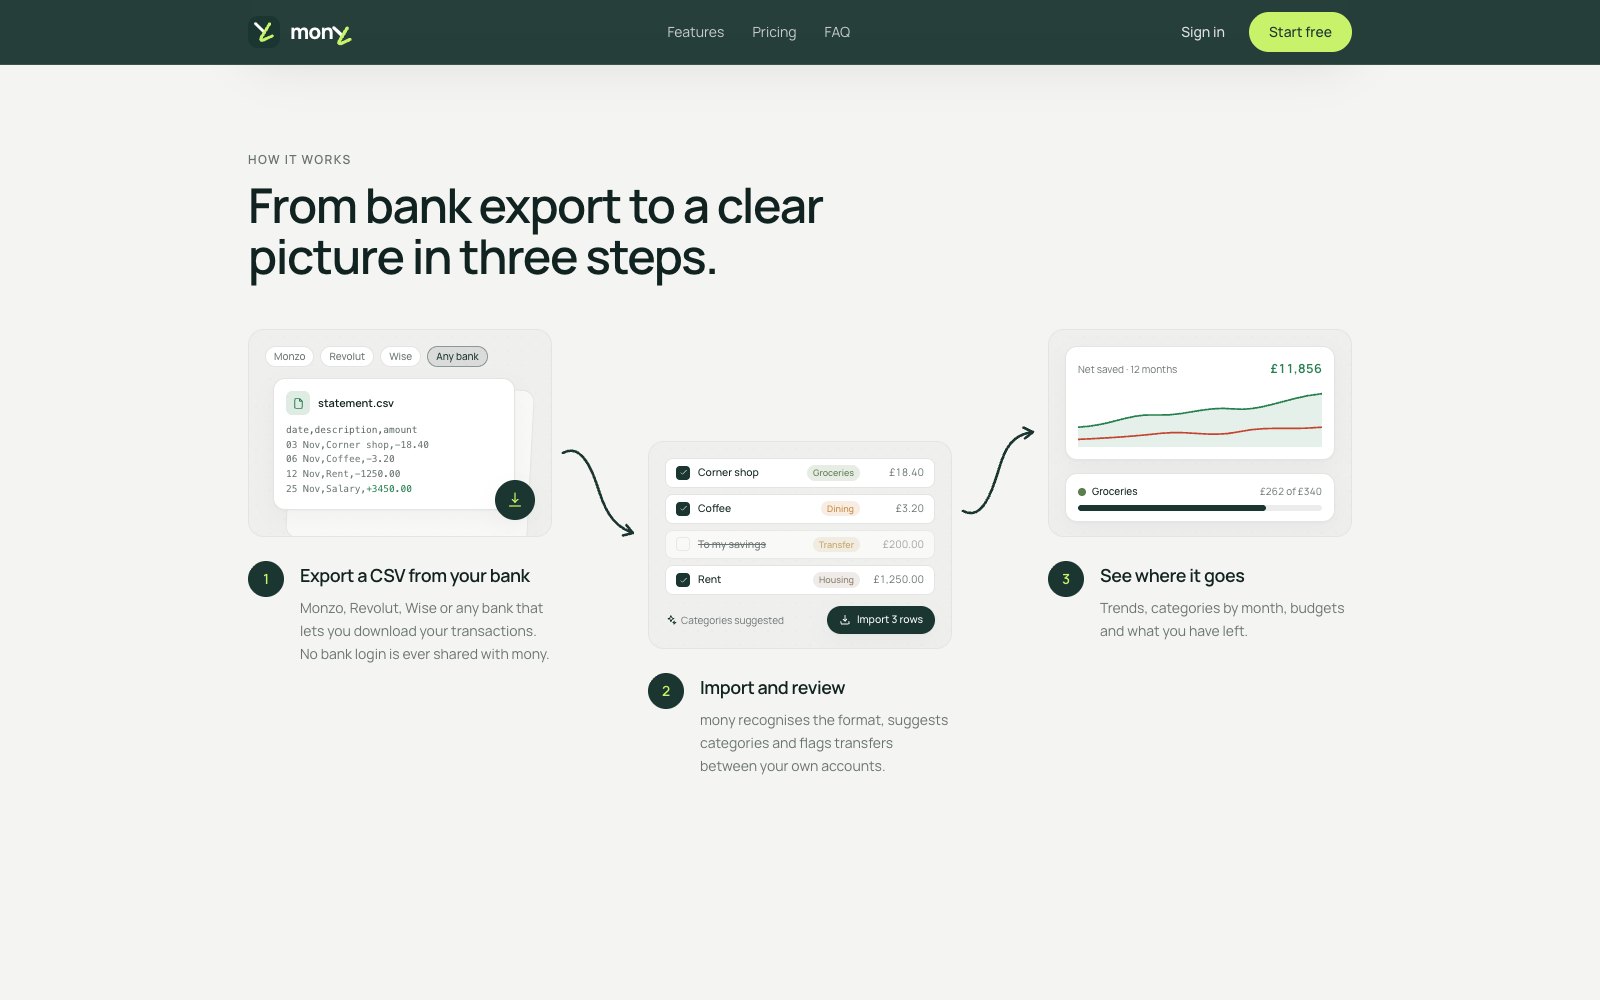 mony
Features
Pricing
FAQ
Sign in
Start free
HOW IT WORKS
From bank export to a clear
picture in three steps.
Monzo
Revolut
Wise
Any bank
statement.csv
date,description,amount
03 Nov,Corner shop,−18.40
06 Nov,Coffee,−3.20
12 Nov,Rent,−1250.00
25 Nov,Salary,+3450.00
1
Export a CSV from your bank
Monzo, Revolut, Wise or any bank that
lets you download your transactions.
No bank login is ever shared with mony.
Corner shop Groceries £18.40
Coffee Dining £3.20
To my savings Transfer £200.00
Rent Housing £1,250.00
Categories suggested
Import 3 rows
2
Import and review
mony recognises the format, suggests
categories and flags transfers
between your own accounts.
Net saved · 12 months £11,856
Groceries £262 of £340
3
See where it goes
Trends, categories by month, budgets
and what you have left.